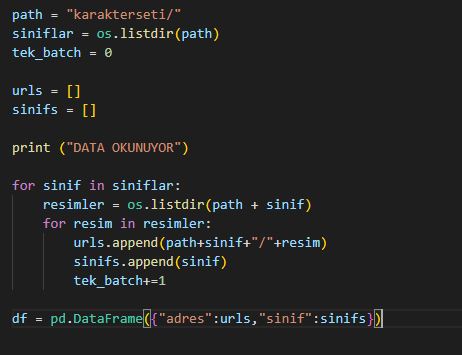 path = "karakterseti/"
siniflar = os.listdir(path)
tek_batch = 0
urls = []
sinifs = []
print ("DATA OKUNUYOR")
for sinif in siniflar:
    resimler = os.listdir(path + sinif)
    for resim in resimler:
        urls.append(path+sinif+"/"+resim)
        sinifs.append(sinif)
        tek_batch+=1
df = pd.DataFrame({"adres":urls,"sinif":sinifs})